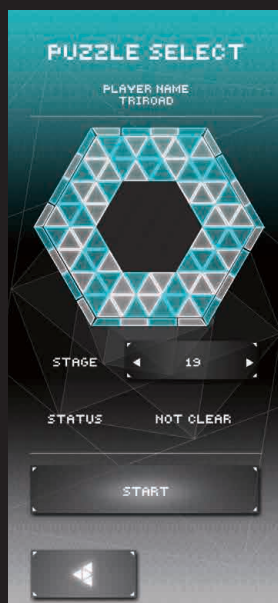 PUZZLE SELECT
PLAYER NAME
TRIROAD
STAGE 19
STATUS NOT CLEAR
START